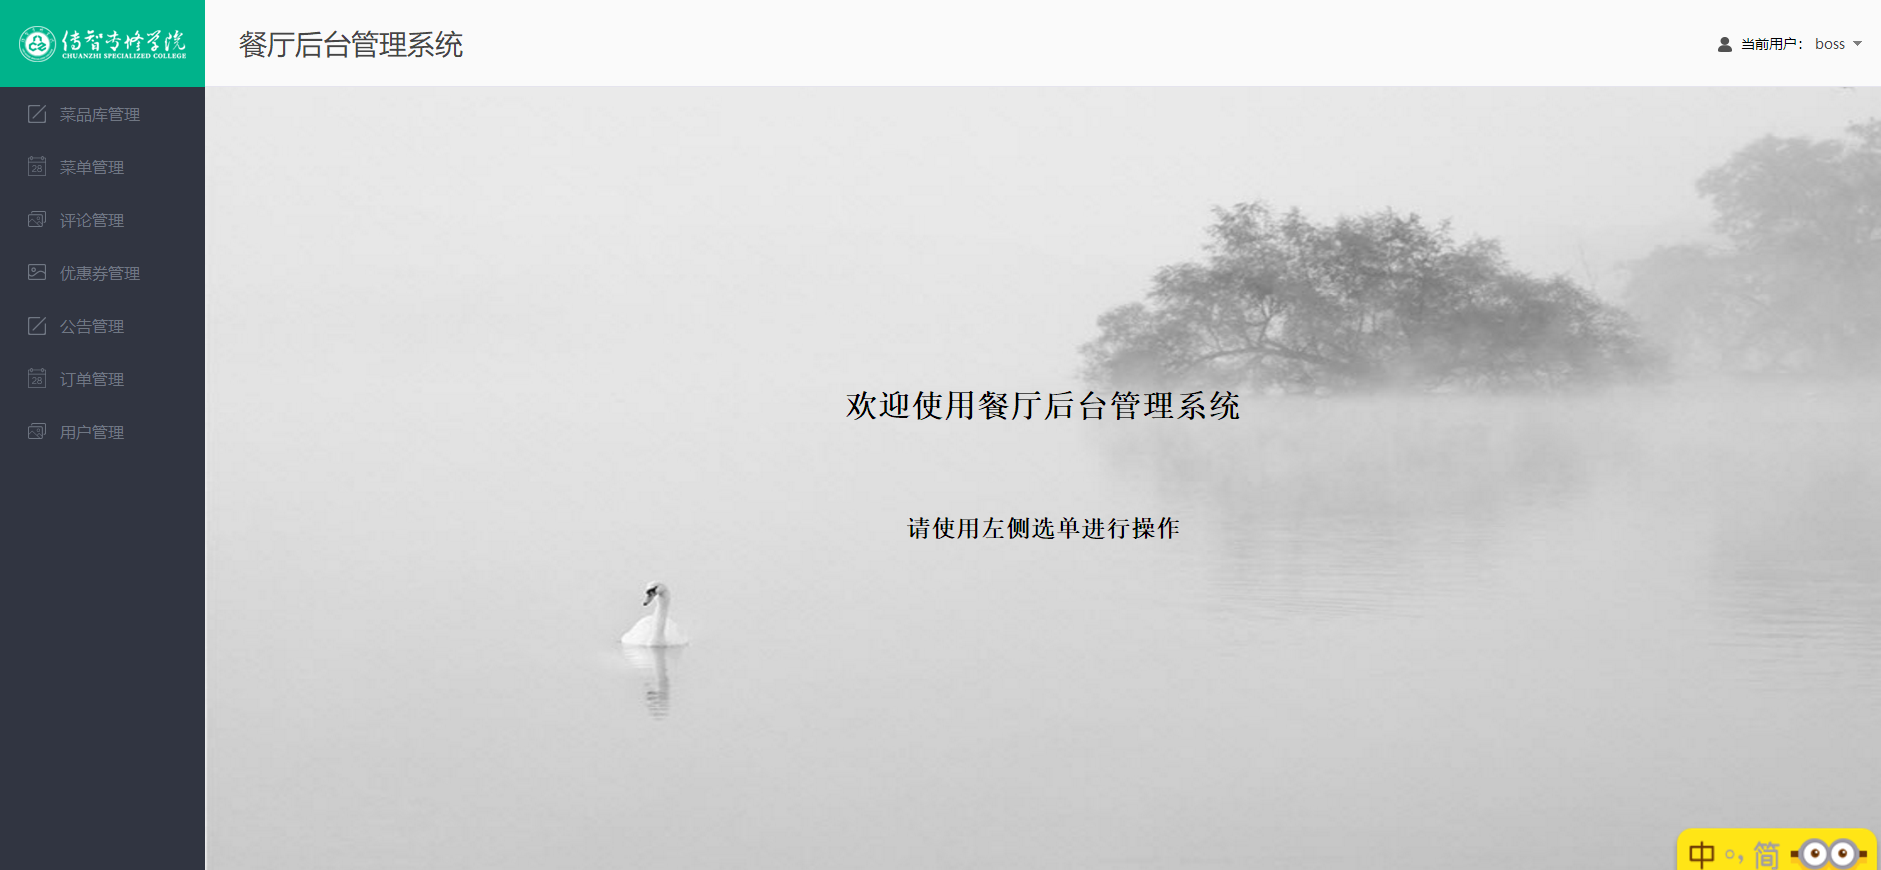 传智专修学院
CHUANZHI SPECIALIZED COLLEGE
餐厅后台管理系统
当前用户： boss
菜品库管理
28 菜单管理
评论管理
优惠券管理
公告管理
28 订单管理
用户管理
欢迎使用餐厅后台管理系统
请使用左侧选单进行操作
中 °, 简